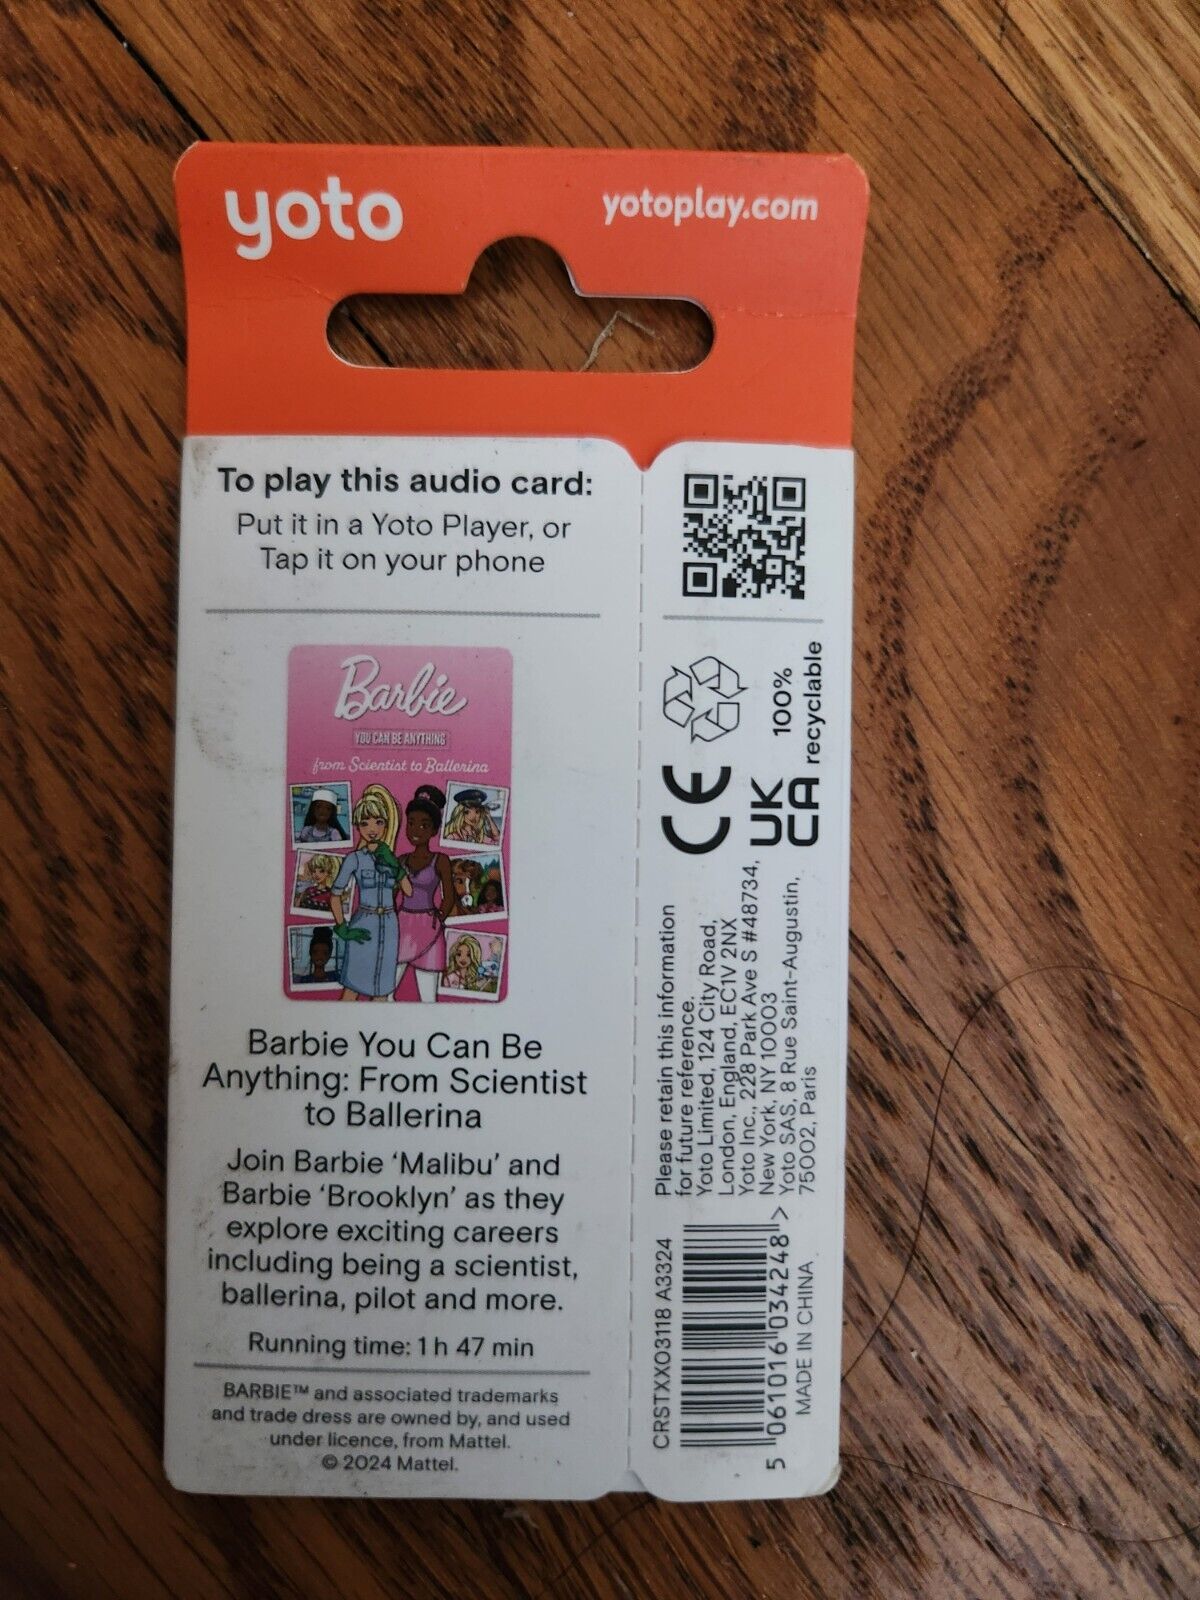 yoto
yotoplay.com
To play this audio card:
Put it in a Yoto Player, or
Tap it on your phone
Barbie
YOU CAN BE ANYTHING
from Scientist to Ballerina
Barbie You Can Be
Anything: From Scientist
to Ballerina
Join Barbie ‘Malibu’ and
Barbie ‘Brooklyn’ as they
explore exciting careers
including being a scientist,
ballerina, pilot and more.
Running time: 1 h 47 min
BARBIE™ and associated trademarks
and trade dress are owned by, and used
under licence, from Mattel.
© 2024 Mattel.
100%
recyclable
CE
UK
CA
Please retain this information
for future reference.
Yoto Limited, 124 City Road,
London, England, EC1V 2NX
Yoto Inc., 228 Park Ave S #48734,
New York, NY 10003
Yoto SAS, 8 Rue Saint-Augustin,
75002, Paris
CRSTXX03118 A3324
5 061016 034248 >
MADE IN CHINA